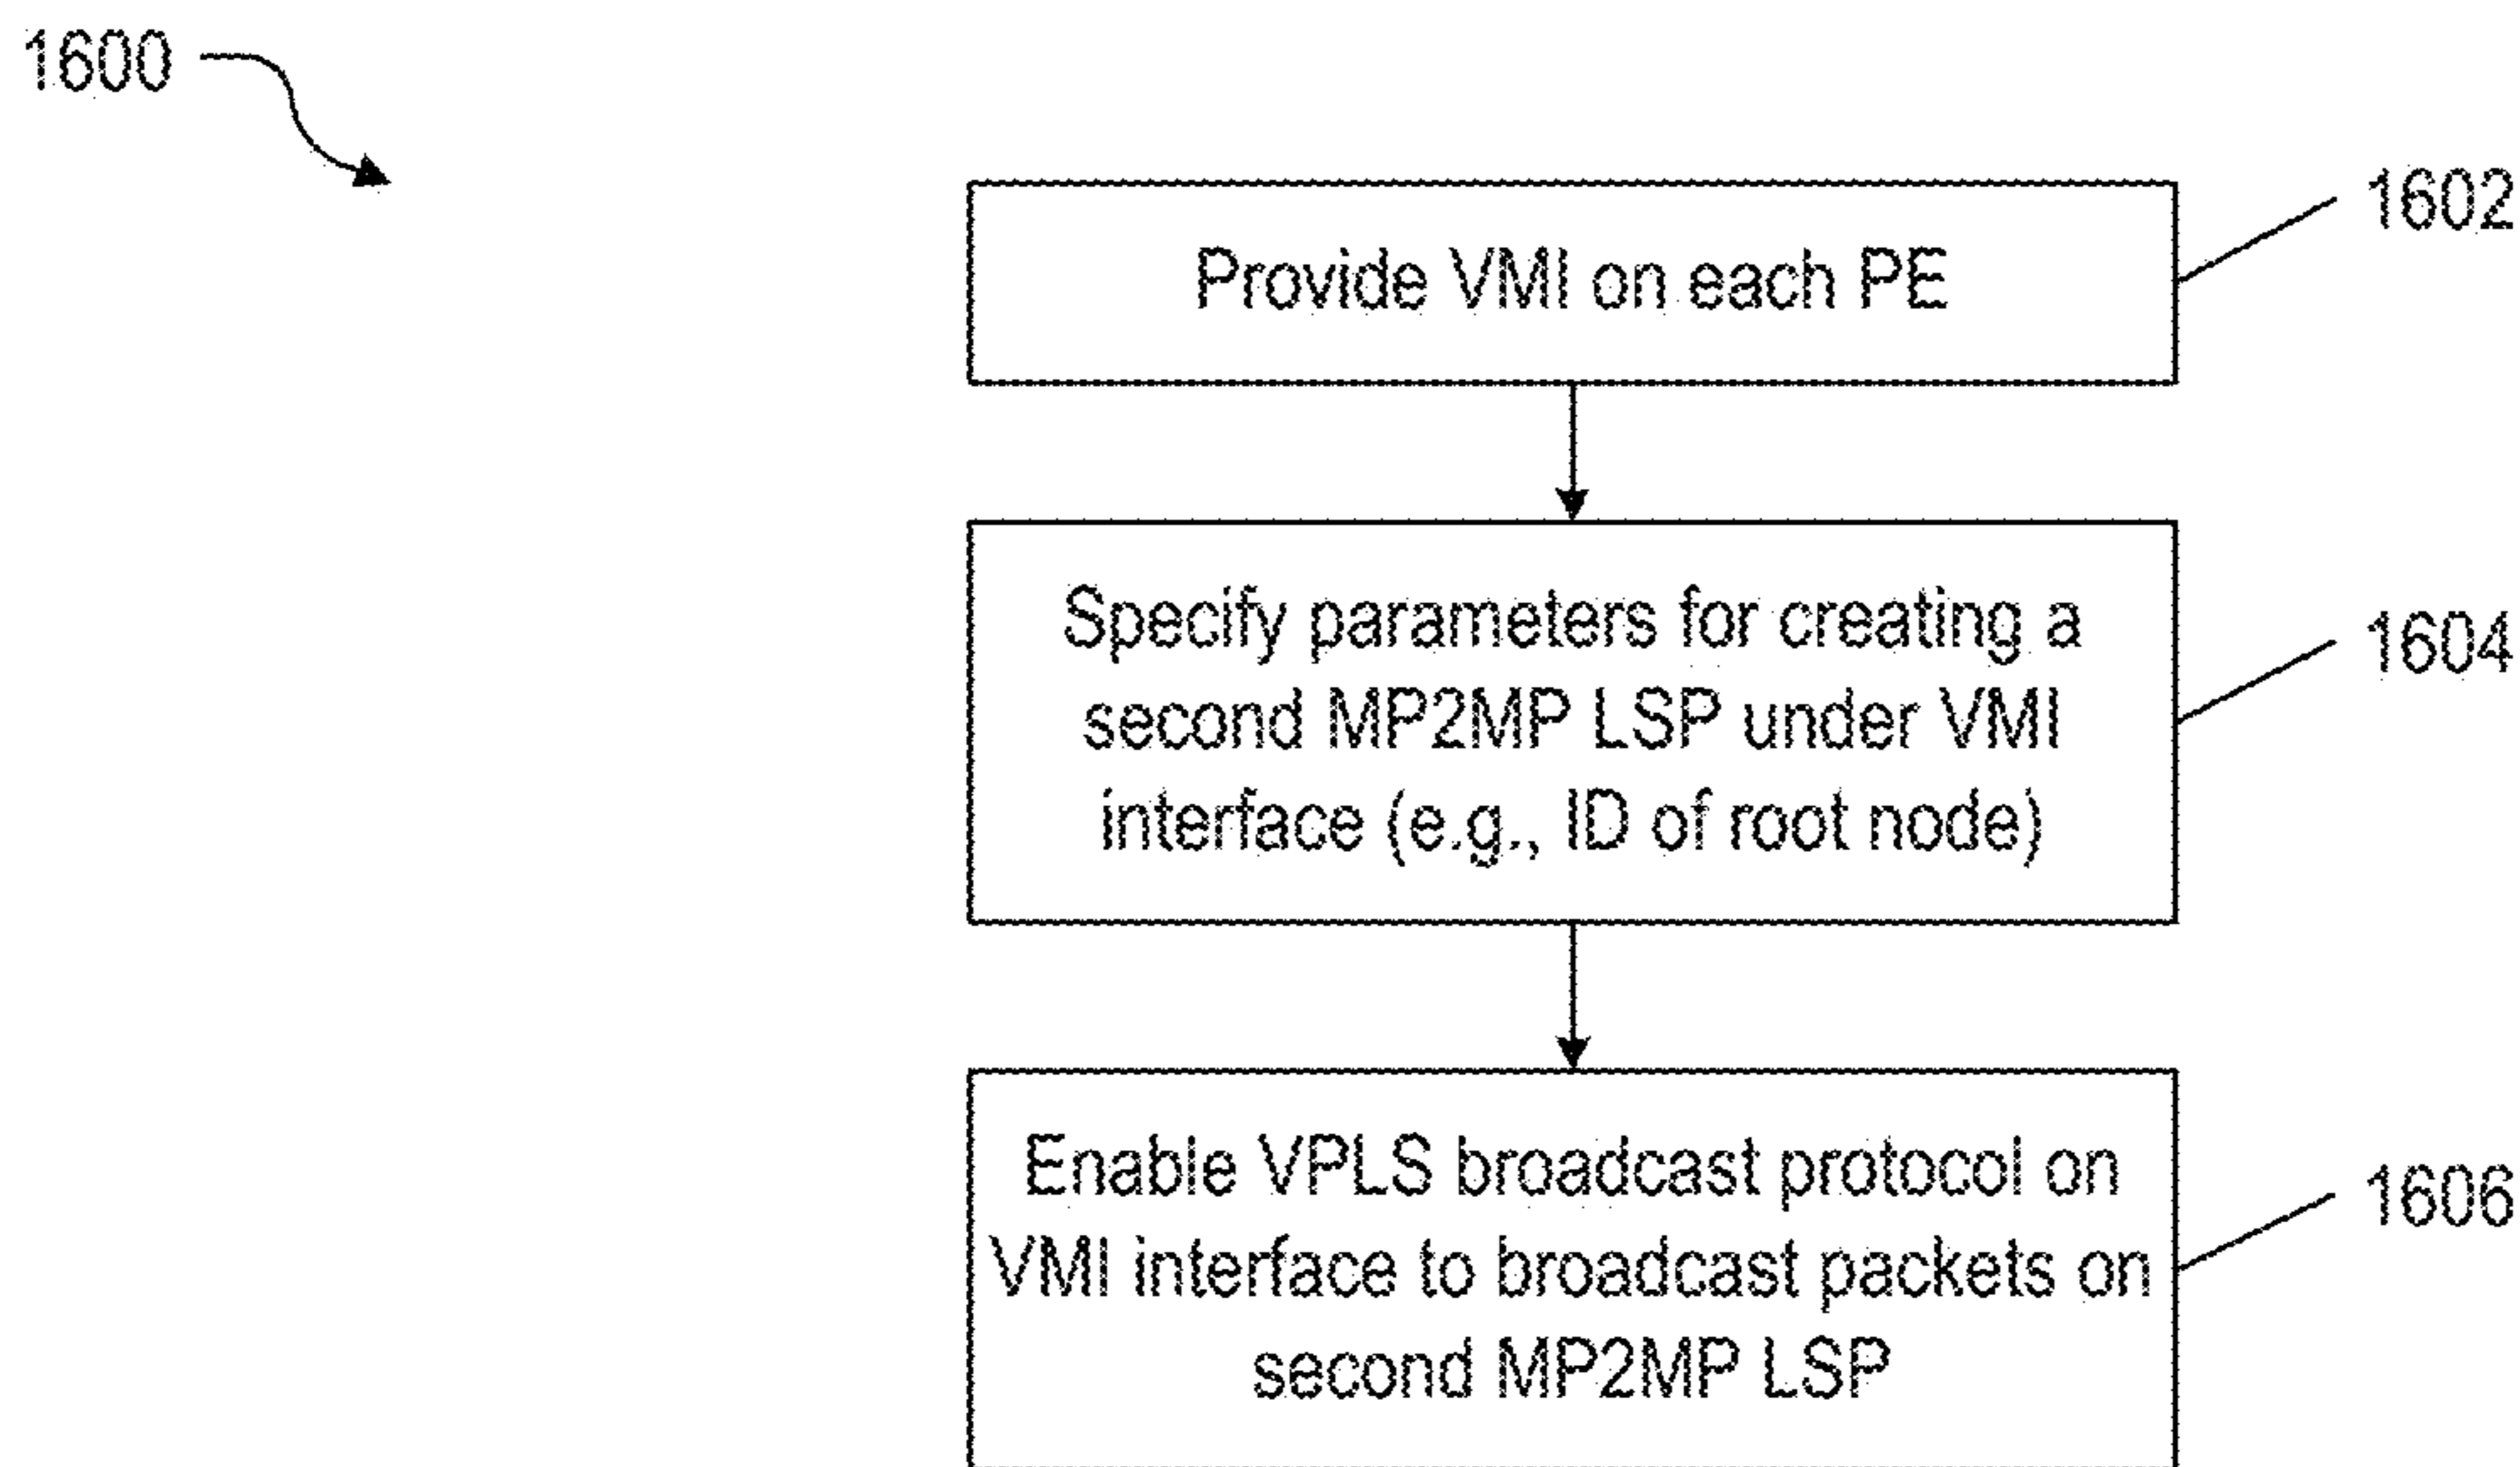 1600
1602
Provide VMI on each PE
1604
Specify parameters for creating a
second MP2MP LSP under VMI
interface (e.g., ID of root node)
1606
Enable VPLS broadcast protocol on
VMI interface to broadcast packets on
second MP2MP LSP